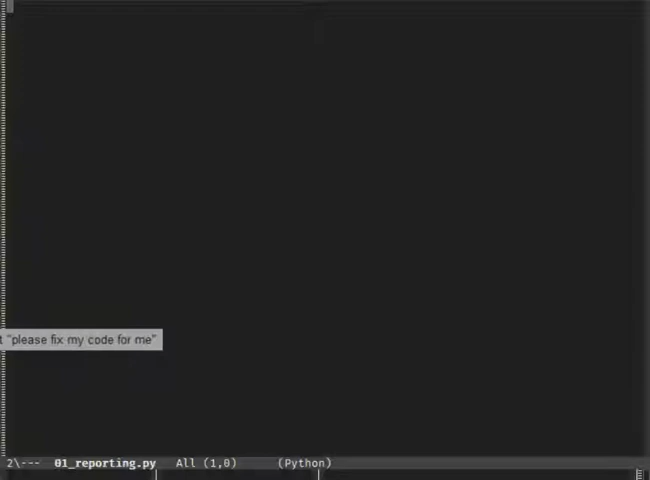 t "please fix my code for me"
2\--- 01_reporting.py All (1,0) (Python)